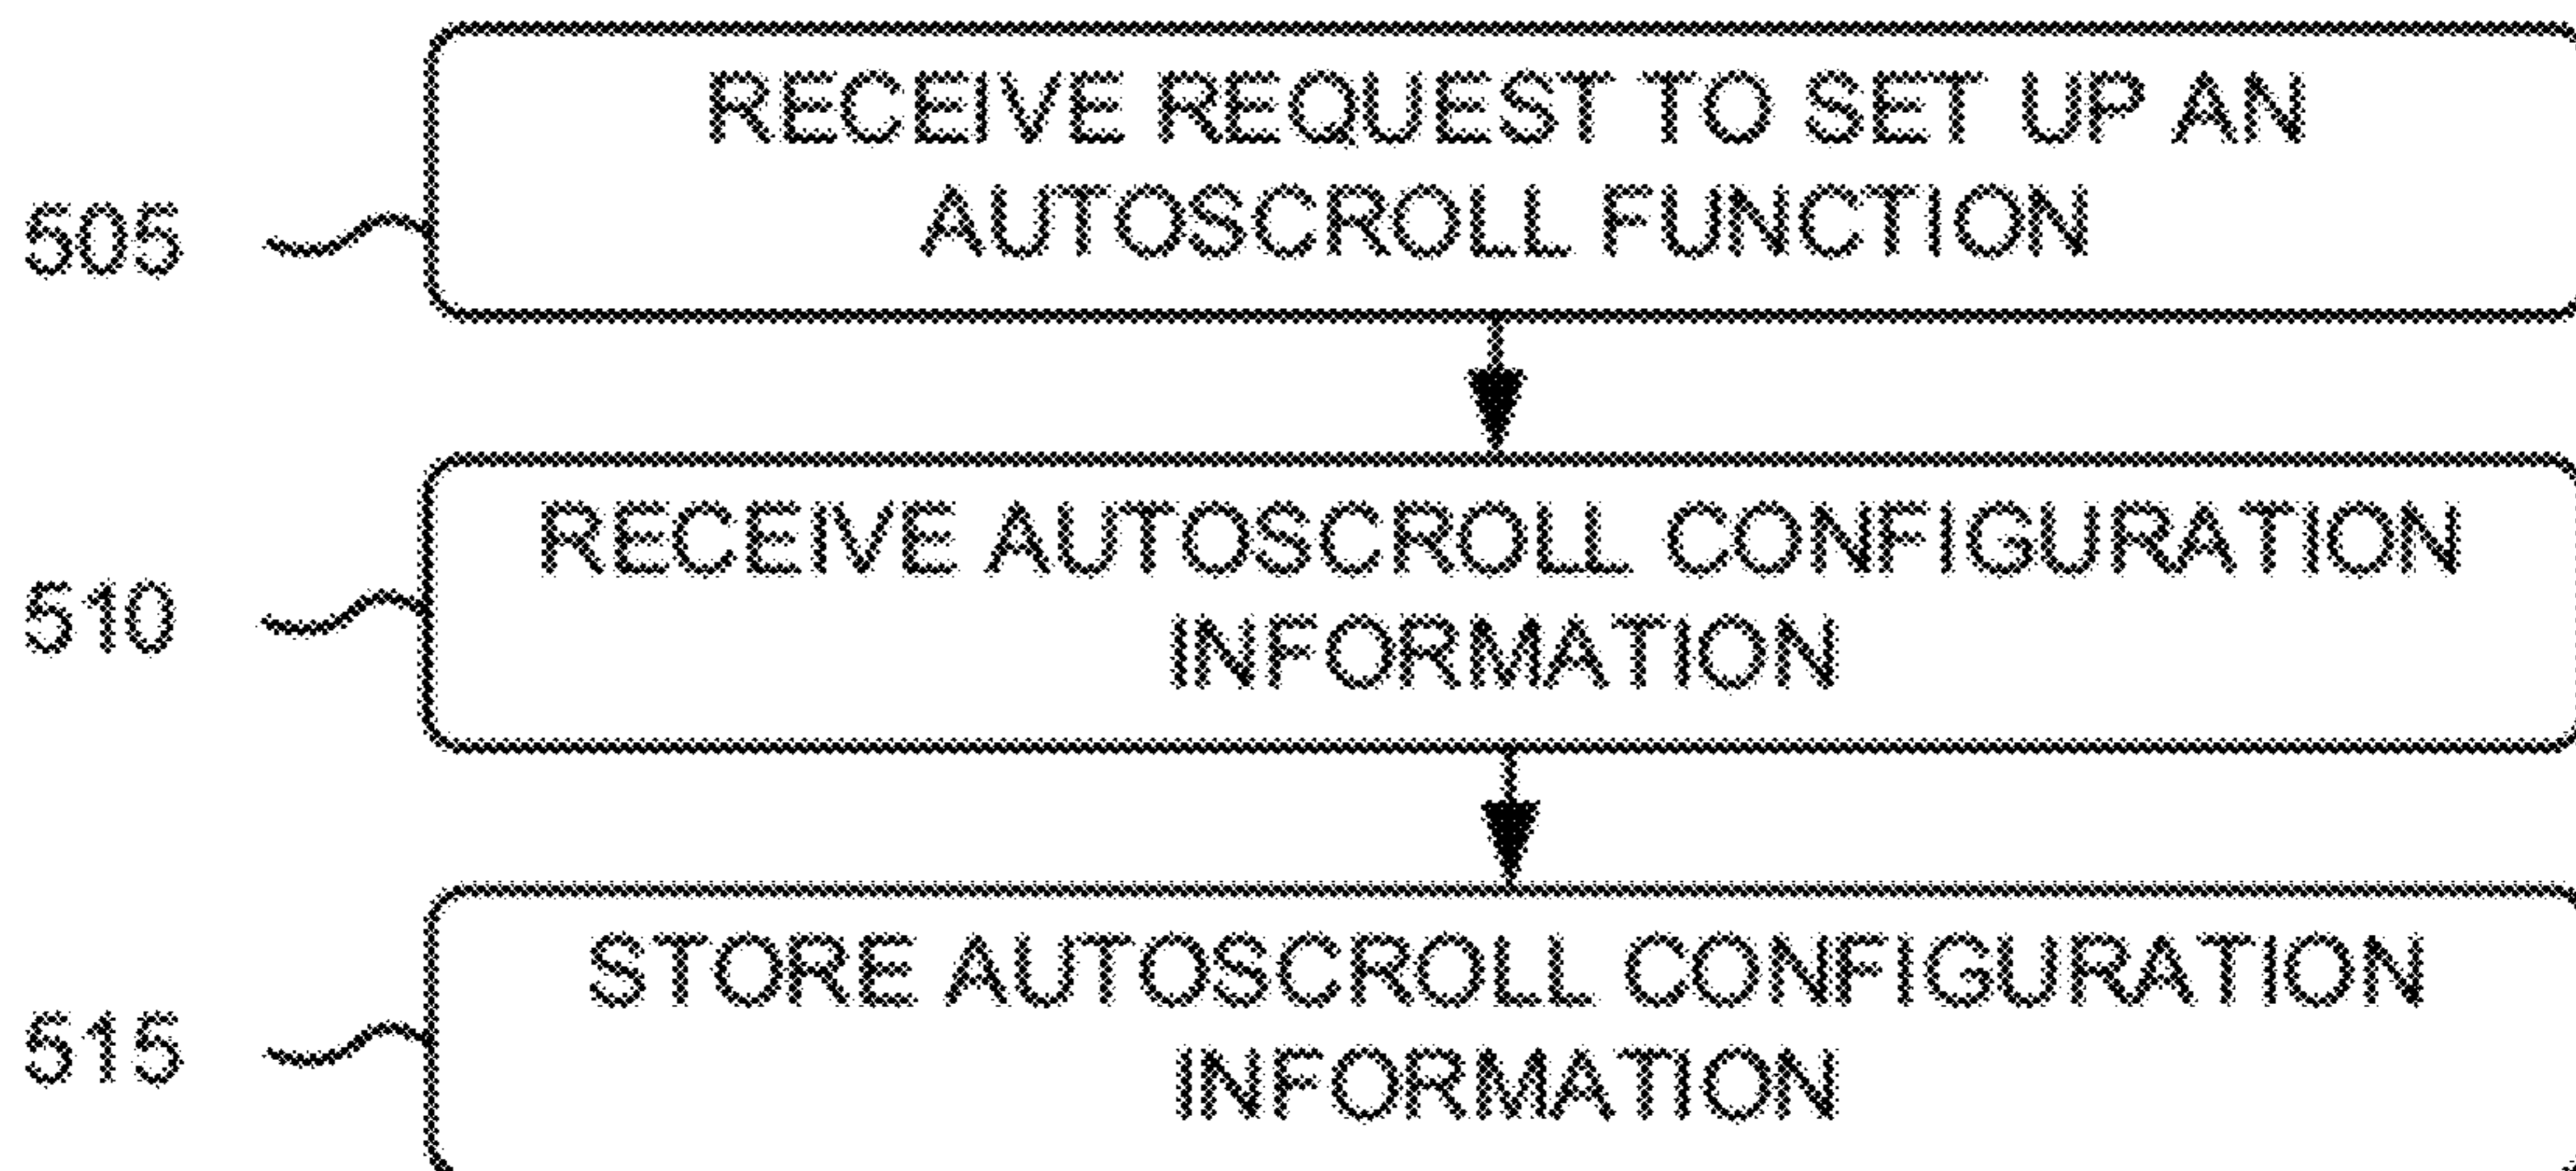 RECEIVE REQUEST TO SET UP AN
AUTOSCROLL FUNCTION
505
RECEIVE AUTOSCROLL CONFIGURATION
INFORMATION
510
STORE AUTOSCROLL CONFIGURATION
INFORMATION
515